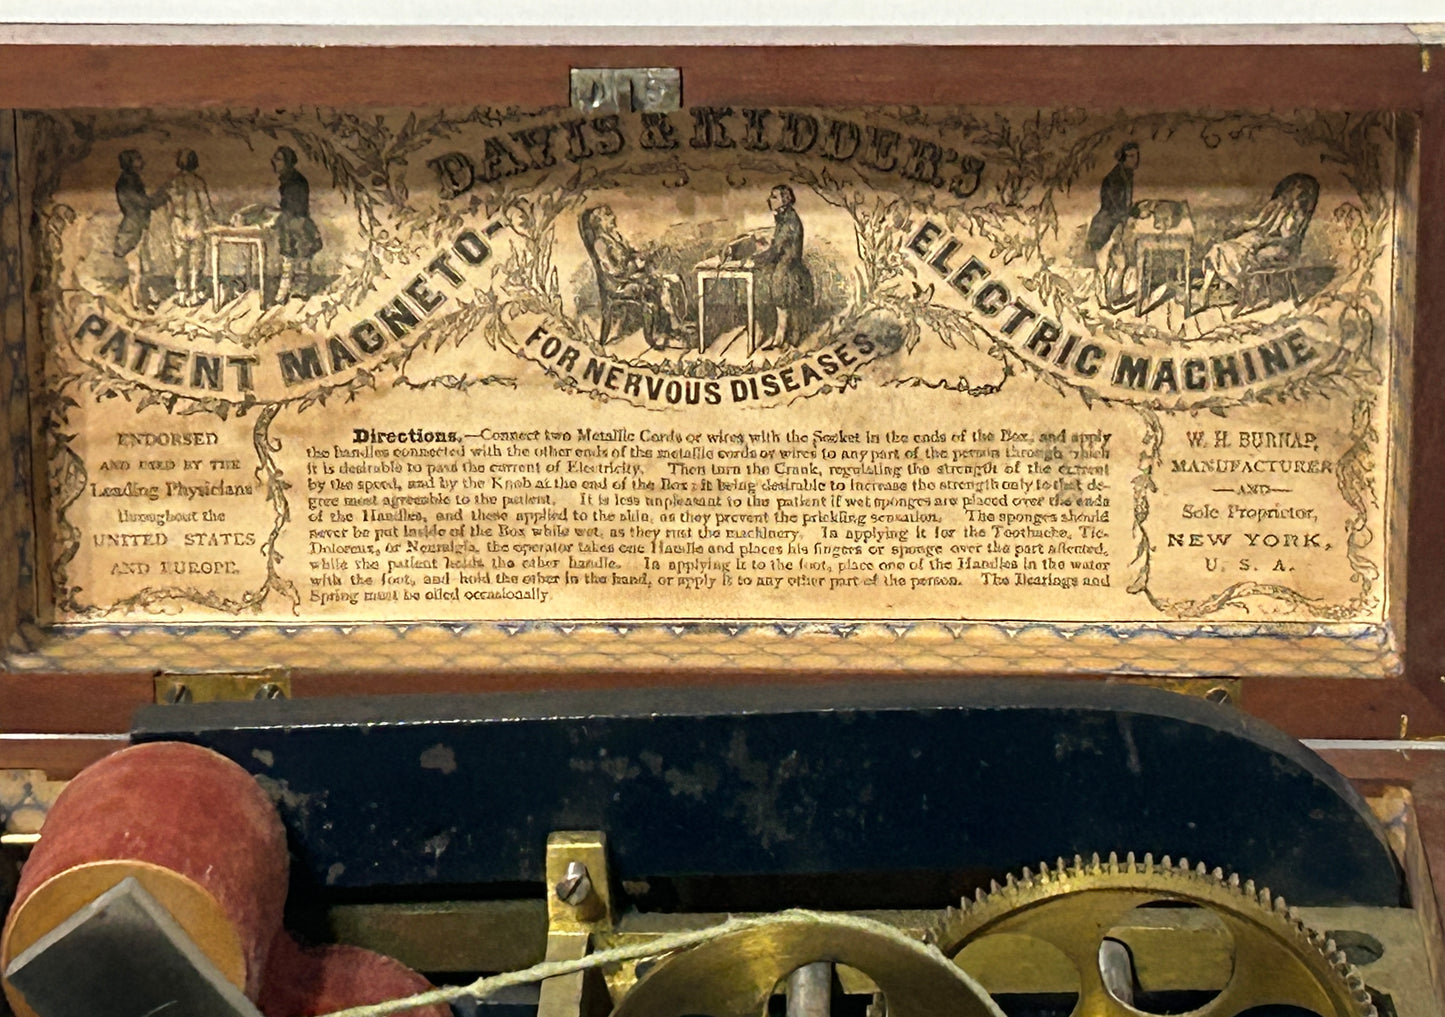 DAVIS & KIDDER'S
PATENT MAGNETO-
ELECTRIC MACHINE
FOR NERVOUS DISEASES
ENDORSED
AND USED BY THE
Leading Physicians
throughout the
UNITED STATES
AND EUROPE.
Directions.—Connect two Metallic Cords or wires with the Socket in the ends of the Box, and apply
the handles connected with the other ends of the metallic cords or wires to any part of the person through which
it is desirable to pass the current of Electricity. Then turn the Crank, regulating the strength of the current
by the speed, and by the Knob at the end of the Box; it being desirable to increase the strength only to that de-
gree most agreeable to the patient. It is less unpleasant to the patient if wet sponges are placed over the ends
of the Handles, and these applied to the skin, as they prevent the prickling sensation. The sponges should
never be put inside of the Box while wet, as they rust the machinery. In applying it for the Toothache, Tic-
Doloreux, or Neuralgia, the operator takes one Handle and places his fingers or sponge over the part affected,
while the patient holds the other handle. In applying it to the foot, place one of the Handles in the water
with the foot, and hold the other in the hand, or apply it to any other part of the person. The Bearings and
Spring must be oiled occasionally.
W. H. BURNAP,
MANUFACTURER
—AND—
Sole Proprietor,
NEW YORK,
U. S. A.